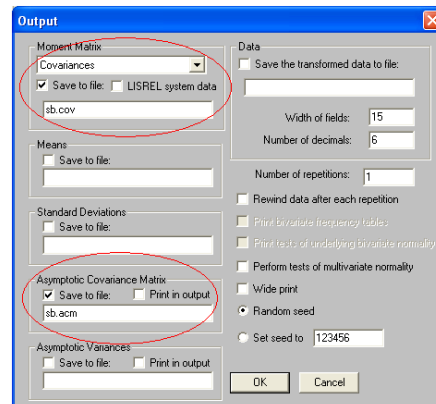 Output
Moment Matrix
Covariances
Save to file:
LISREL system data
sb.cov
Means
Save to file:
Standard Deviations
Save to file:
Asymptotic Covariance Matrix
Save to file:
Print in output
sb.acm
Asymptotic Variances
Save to file:
Print in output
Data
Save the transformed data to file:
Width of fields:
15
Number of decimals:
6
Number of repetitions:
1
Rewind data after each repetition
Print bivariate frequency tables
Print tests of underlying bivariate normality
Perform tests of multivariate normality
Wide print
Random seed
Set seed to
123456
OK
Cancel